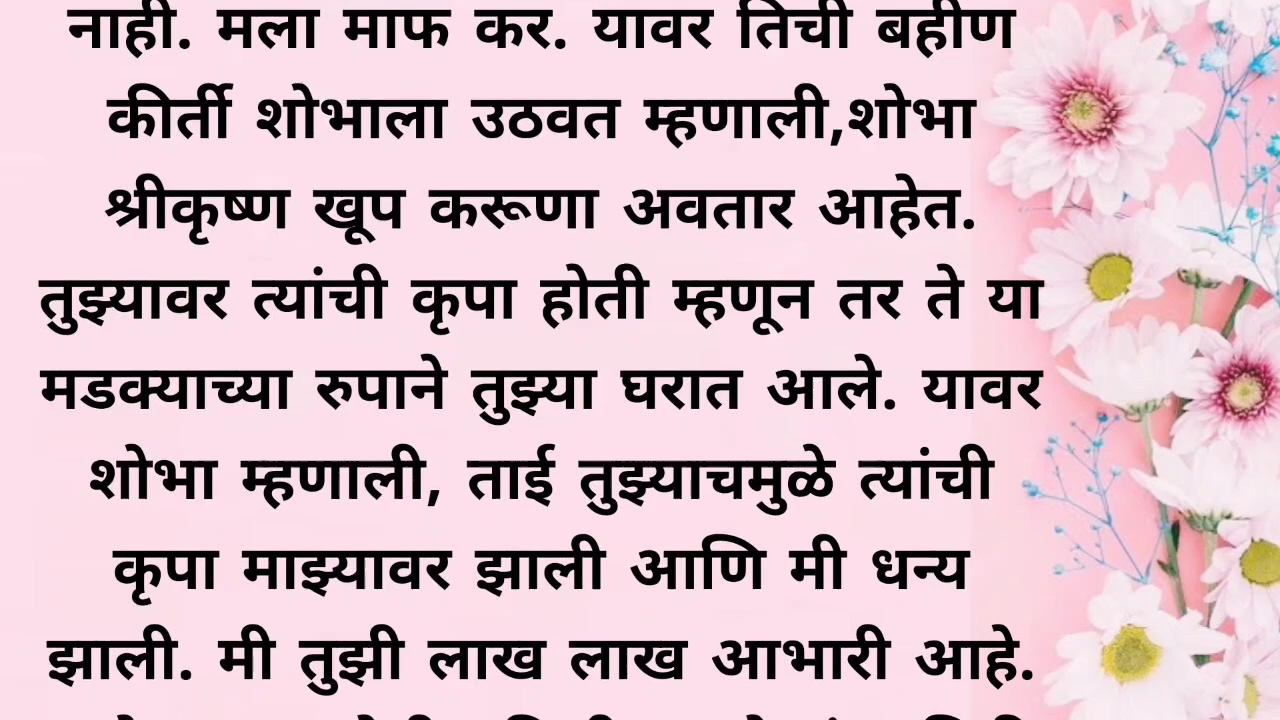 नाही. मला माफ कर. यावर तिची बहीण
कीर्ती शोभाला उठवत म्हणाली,शोभा
श्रीकृष्ण खूप करूणा अवतार आहेत.
तुझ्यावर त्यांची कृपा होती म्हणून तर ते या
मडक्याच्या रुपाने तुझ्या घरात आले. यावर
शोभा म्हणाली, ताई तुझ्याचमुळे त्यांची
कृपा माझ्यावर झाली आणि मी धन्य
झाली. मी तुझी लाख लाख आभारी आहे.